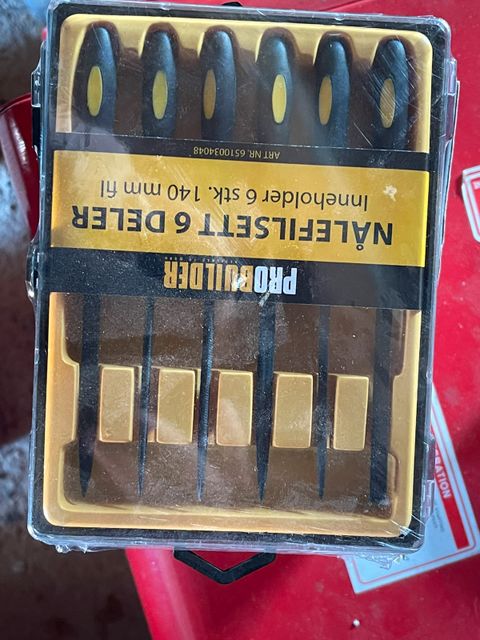 PROBUILDER
NÅLEFILSETT 6 DELER
Inneholder 6 stk. 140 mm fil
ART NR. 6510034048